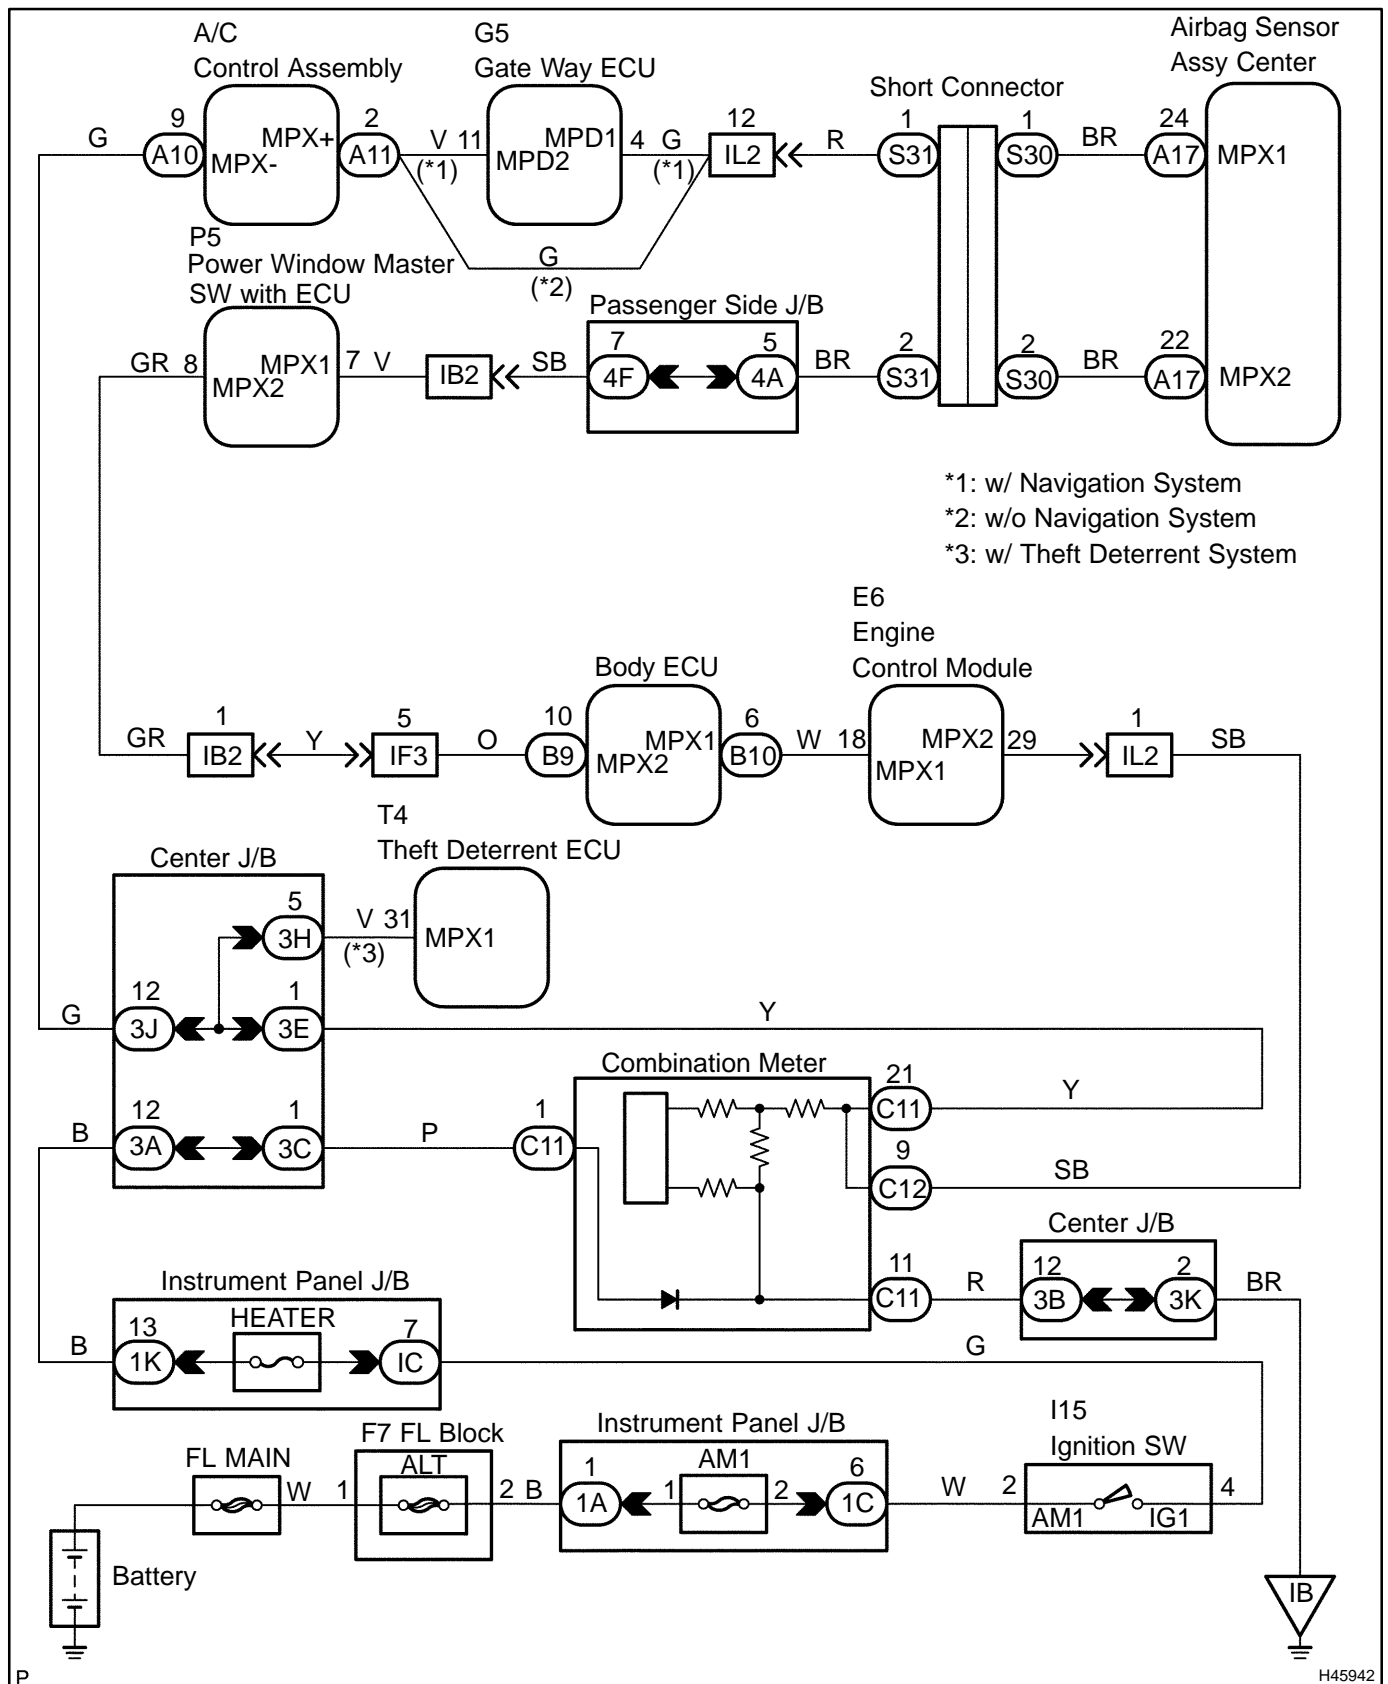 A/C
Control Assembly
G5
Gate Way ECU
Airbag Sensor
Assy Center
Short Connector
G 9 A10 MPX- MPX+ 2 A11 V (*1) 11 MPD2 MPD1 4 G (*1) 12 IL2 R 1 S31 1 S30 BR 24 A17 MPX1
G
(*2)
P5
Power Window Master
SW with ECU
Passenger Side J/B
GR 8 MPX2 MPX1 7 V IB2 SB 7 4F 5 4A BR 2 S31 2 S30 BR 22 A17 MPX2
*1: w/ Navigation System
*2: w/o Navigation System
*3: w/ Theft Deterrent System
E6
Engine
Control Module
Body ECU
GR 1 IB2 Y 5 IF3 O 10 B9 MPX2 MPX1 6 B10 W 18 MPX1 MPX2 29 1 IL2 SB
T4
Theft Deterrent ECU
Center J/B
5 3H V (*3) 31 MPX1
G 12 3J 1 3E Y
Combination Meter
21 C11 Y
B 12 3A 1 3C P 1 C11
9 C12 SB
Center J/B
11 C11 R 12 3B 2 3K BR
Instrument Panel J/B
HEATER
B 13 1K 7 IC G
F7 FL Block
Instrument Panel J/B
I15
Ignition SW
FL MAIN W 1 ALT 2 B 1 1A 1 AM1 2 6 1C W 2 AM1 IG1 4
Battery
IB
P
H45942